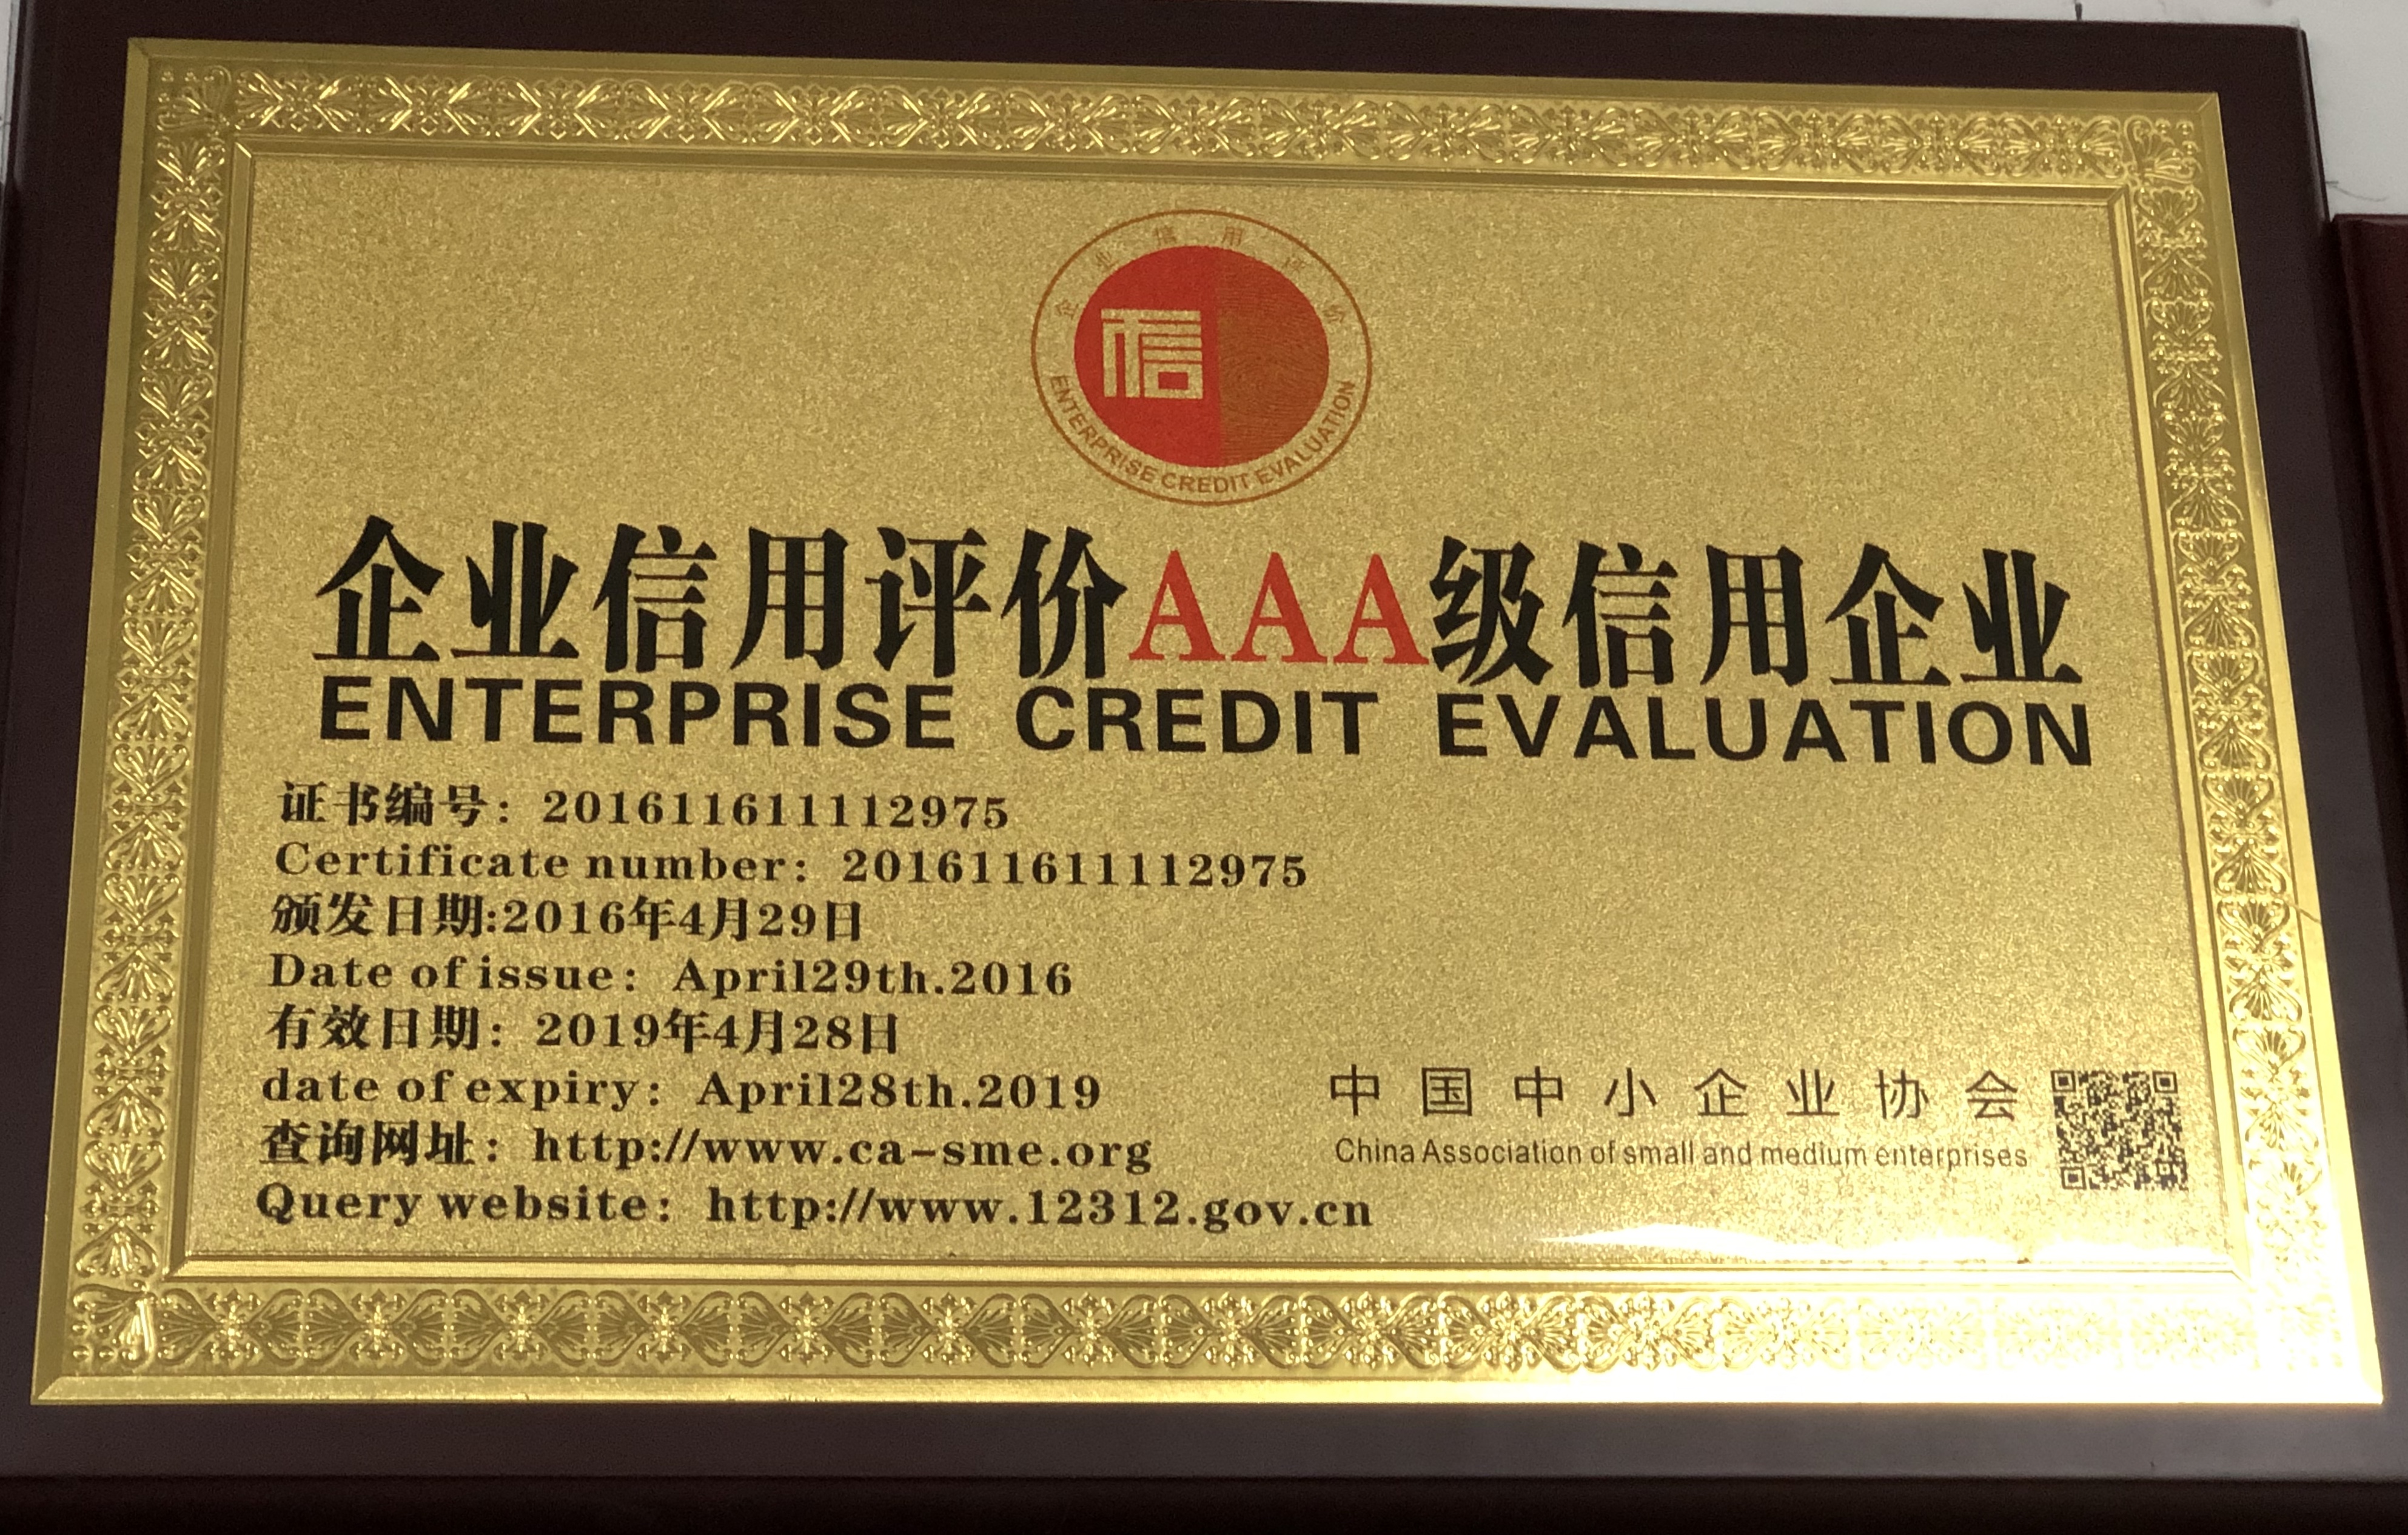 企业信用评价
信
ENTERPRISE CREDIT EVALUATION
企业信用评价AAA级信用企业
ENTERPRISE CREDIT EVALUATION
证书编号：201611611112975
Certificate number：201611611112975
颁发日期:2016年4月29日
Date of issue：April29th.2016
有效日期：2019年4月28日
date of expiry：April28th.2019
查询网址：http://www.ca-sme.org
Query website：http://www.12312.gov.cn
中国中小企业协会
China Association of small and medium enterprises